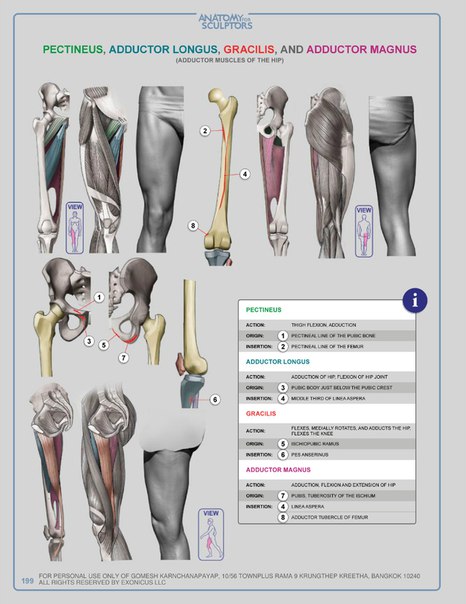 ANATOMY FOR
SCULPTORS
PECTINEUS, ADDUCTOR LONGUS, GRACILIS, AND ADDUCTOR MAGNUS
(ADDUCTOR MUSCLES OF THE HIP)
VIEW
2
4
8
VIEW
1
3
5
7
6
i
PECTINEUS
ACTION: THIGH FLEXION, ADDUCTION
ORIGIN: 1 PECTINEAL LINE OF THE PUBIC BONE
INSERTION: 2 PECTINEAL LINE OF THE FEMUR
ADDUCTOR LONGUS
ACTION: ADDUCTION OF HIP, FLEXION OF HIP JOINT
ORIGIN: 3 PUBIC BODY JUST BELOW THE PUBIC CREST
INSERTION: 4 MIDDLE THIRD OF LINEA ASPERA
GRACILIS
ACTION: FLEXES, MEDIALLY ROTATES, AND ADDUCTS THE HIP,
FLEXES THE KNEE
ORIGIN: 5 ISCHIOPUBIC RAMUS
INSERTION: 6 PES ANSERINUS
ADDUCTOR MAGNUS
ACTION: ADDUCTION, FLEXION AND EXTENSION OF HIP
ORIGIN: 7 PUBIS, TUBEROSITY OF THE ISCHIUM
INSERTION: 4 LINEA ASPERA
8 ADDUCTOR TUBERCLE OF FEMUR
VIEW
199
FOR PERSONAL USE ONLY OF GOMESH KARNCHANAPAYAP, 10/56 TOWNPLUS RAMA 9 KRUNGTHEP KREETHA, BANGKOK 10240
ALL RIGHTS RESERVED BY EXONICUS LLC